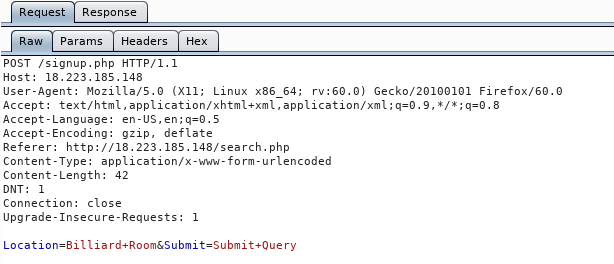 Request Response
Raw Params Headers Hex
POST /signup.php HTTP/1.1
Host: 18.223.185.148
User-Agent: Mozilla/5.0 (X11; Linux x86_64; rv:60.0) Gecko/20100101 Firefox/60.0
Accept: text/html,application/xhtml+xml,application/xml;q=0.9,*/*;q=0.8
Accept-Language: en-US,en;q=0.5
Accept-Encoding: gzip, deflate
Referer: http://18.223.185.148/search.php
Content-Type: application/x-www-form-urlencoded
Content-Length: 42
DNT: 1
Connection: close
Upgrade-Insecure-Requests: 1
Location=Billiard+Room&Submit=Submit+Query